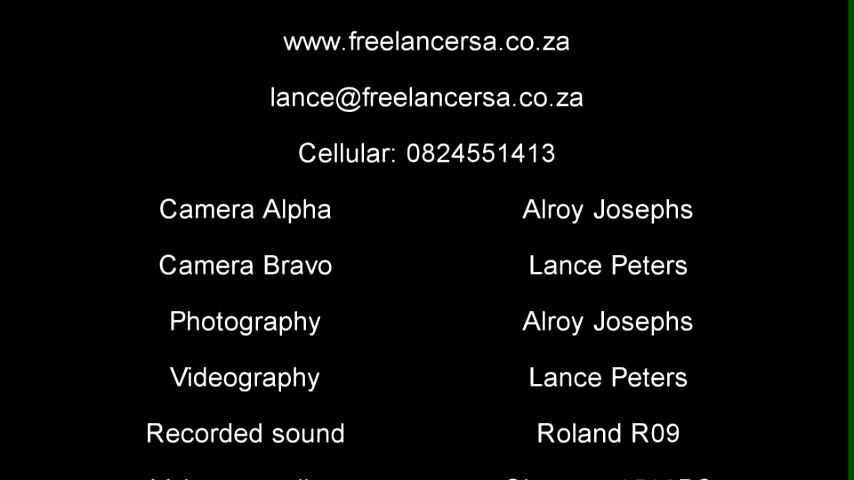 www.freelancersa.co.za
lance@freelancersa.co.za
Cellular: 0824551413
Camera Alpha Alroy Josephs
Camera Bravo Lance Peters
Photography Alroy Josephs
Videography Lance Peters
Recorded sound Roland R09